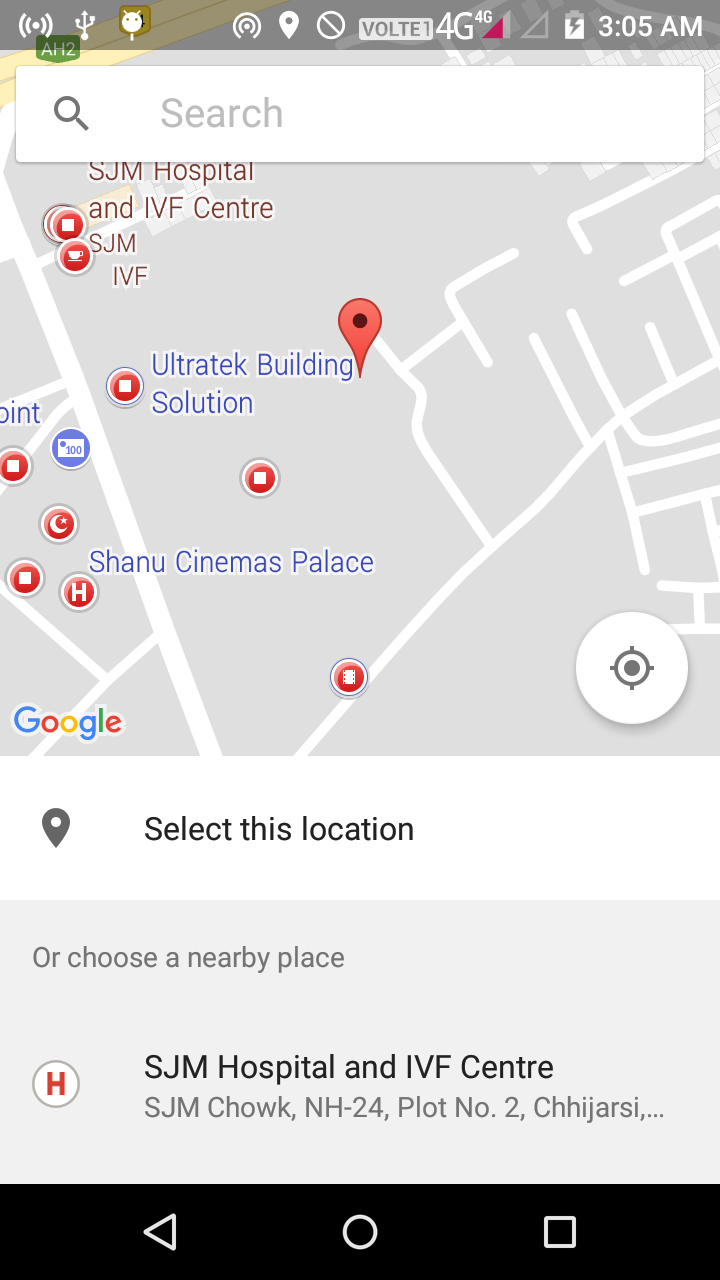 VOLTE1 4G 4G 3:05 AM
AH2
Search
SJM Hospital
and IVF Centre
SJM
IVF
Ultratek Building
Solution
oint
100
H
Shanu Cinemas Palace
Google
Select this location
Or choose a nearby place
H
SJM Hospital and IVF Centre
SJM Chowk, NH-24, Plot No. 2, Chhijarsi,...